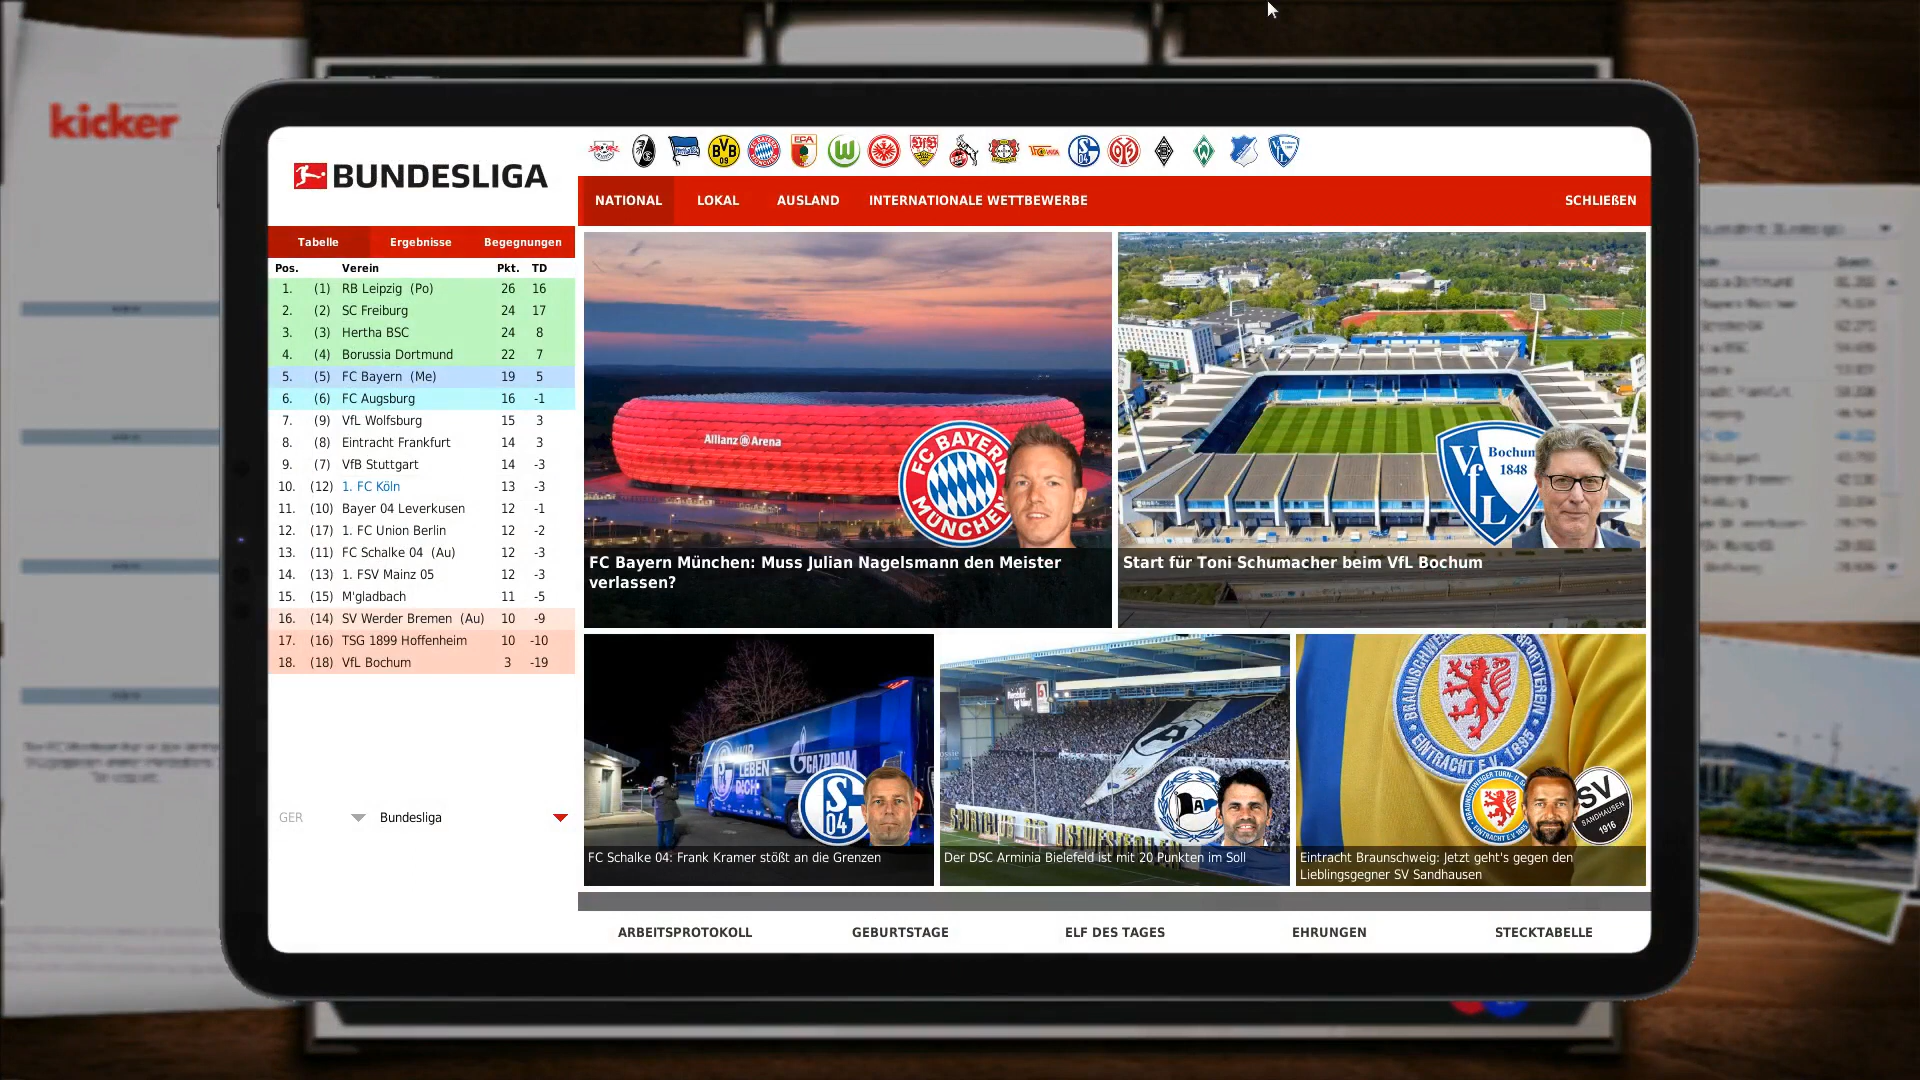 kicker
BUNDESLIGA
NATIONAL LOKAL AUSLAND INTERNATIONALE WETTBEWERBE SCHLIEßEN
Tabelle Ergebnisse Begegnungen
Pos. Verein Pkt. TD
1. (1) RB Leipzig (Po) 26 16
2. (2) SC Freiburg 24 17
3. (3) Hertha BSC 24 8
4. (4) Borussia Dortmund 22 7
5. (5) FC Bayern (Me) 19 5
6. (6) FC Augsburg 16 -1
7. (9) VfL Wolfsburg 15 3
8. (8) Eintracht Frankfurt 14 3
9. (7) VfB Stuttgart 14 -3
10. (12) 1. FC Köln 13 -3
11. (10) Bayer 04 Leverkusen 12 -1
12. (17) 1. FC Union Berlin 12 -2
13. (11) FC Schalke 04 (Au) 12 -3
14. (13) 1. FSV Mainz 05 12 -3
15. (15) M'gladbach 11 -5
16. (14) SV Werder Bremen (Au) 10 -9
17. (16) TSG 1899 Hoffenheim 10 -10
18. (18) VfL Bochum 3 -19
GER Bundesliga
Allianz Arena
FC BAYERN
MÜNCHEN
FC Bayern München: Muss Julian Nagelsmann den Meister
verlassen?
VfL
Bochum
1848
Start für Toni Schumacher beim VfL Bochum
WIR
LEBEN
DICH
GAZPROM
S
04
FC Schalke 04: Frank Kramer stößt an die Grenzen
A
Der DSC Arminia Bielefeld ist mit 20 Punkten im Soll
EINTRACHT E.V. 1895
SV
SANDHAUSEN
1916
Eintracht Braunschweig: Jetzt geht's gegen den
Lieblingsgegner SV Sandhausen
ARBEITSPROTOKOLL GEBURTSTAGE ELF DES TAGES EHRUNGEN STECKTABELLE